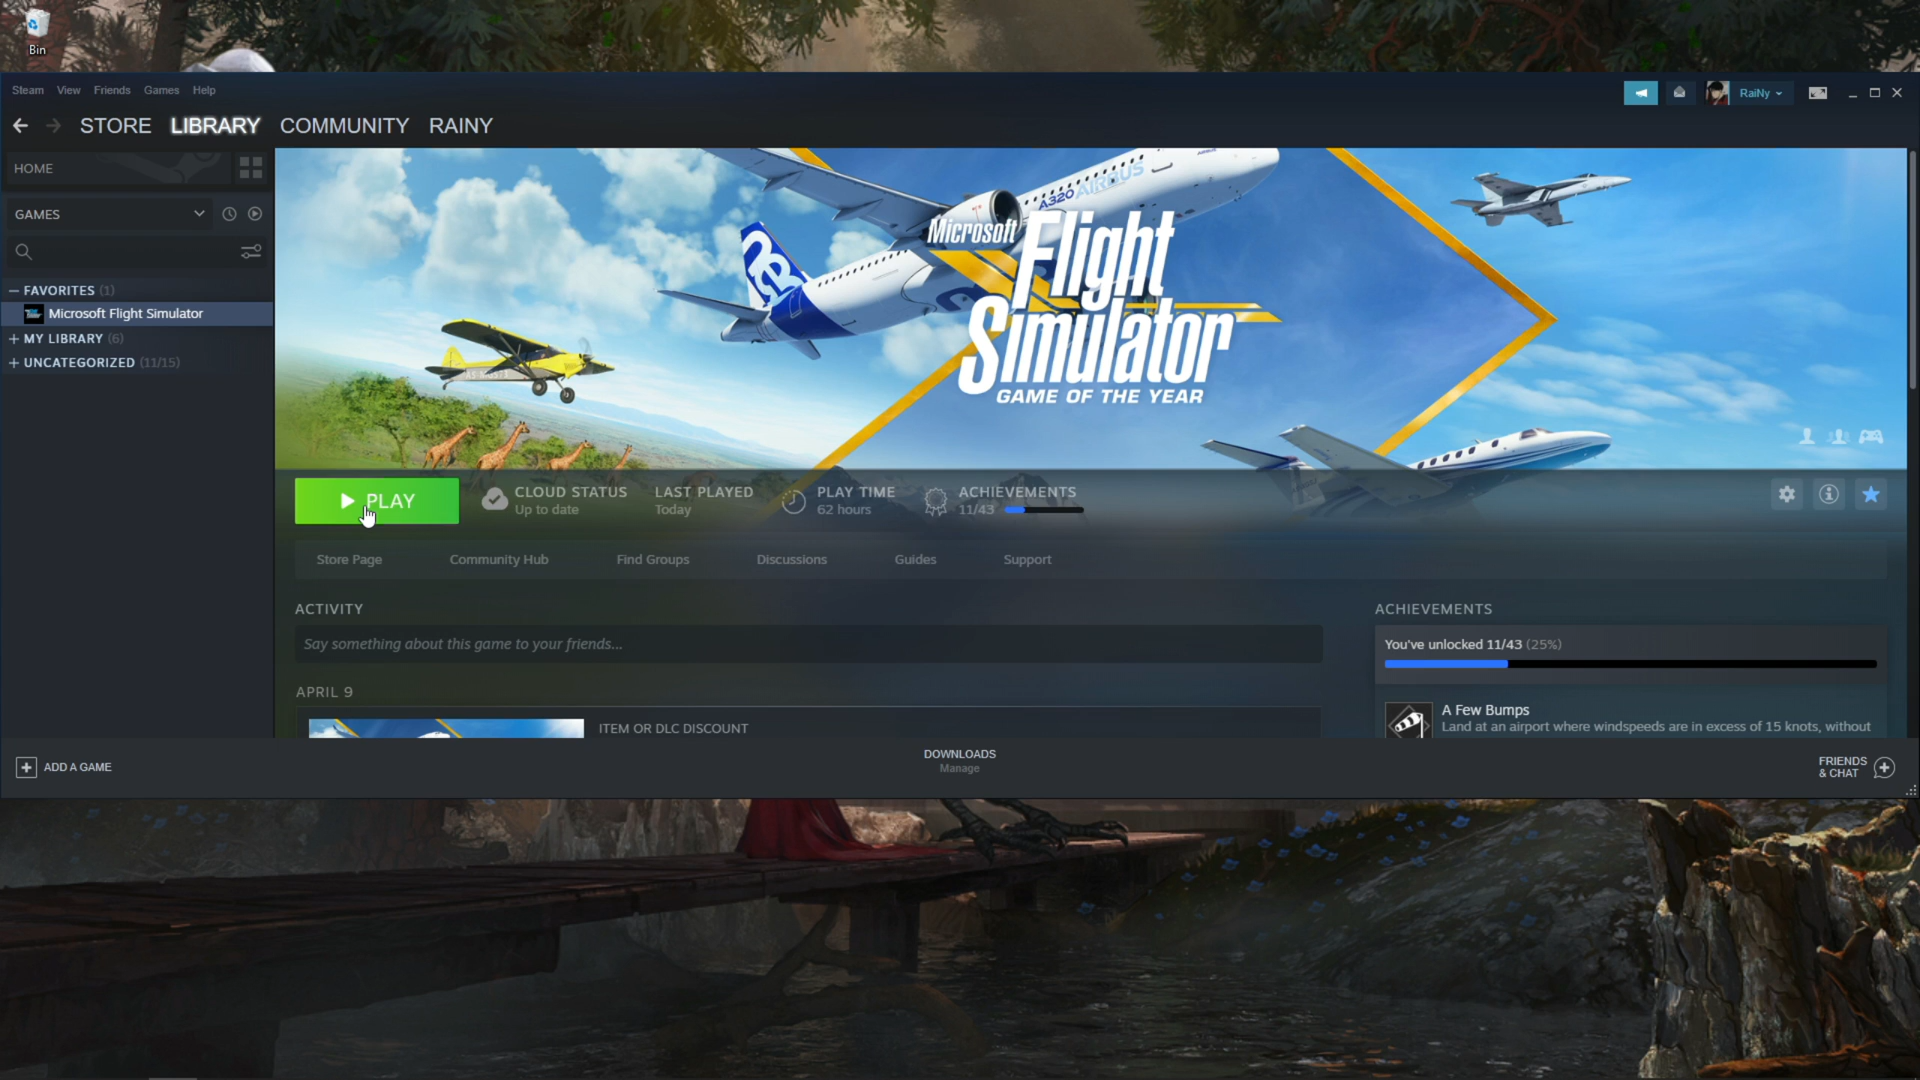 Bin
Steam View Friends Games Help
RaiNy
STORE LIBRARY COMMUNITY RAINY
HOME
GAMES
FAVORITES (1)
Microsoft Flight Simulator
MY LIBRARY (6)
UNCATEGORIZED (11/15)
A320 AIRBUS
neo
Microsoft
Flight
Simulator
GAME OF THE YEAR
PLAY
CLOUD STATUS
Up to date
LAST PLAYED
Today
PLAY TIME
62 hours
ACHIEVEMENTS
11/43
Store Page Community Hub Find Groups Discussions Guides Support
ACTIVITY
Say something about this game to your friends...
APRIL 9
ITEM OR DLC DISCOUNT
ACHIEVEMENTS
You've unlocked 11/43 (25%)
A Few Bumps
Land at an airport where windspeeds are in excess of 15 knots, without
ADD A GAME
DOWNLOADS
Manage
FRIENDS
& CHAT